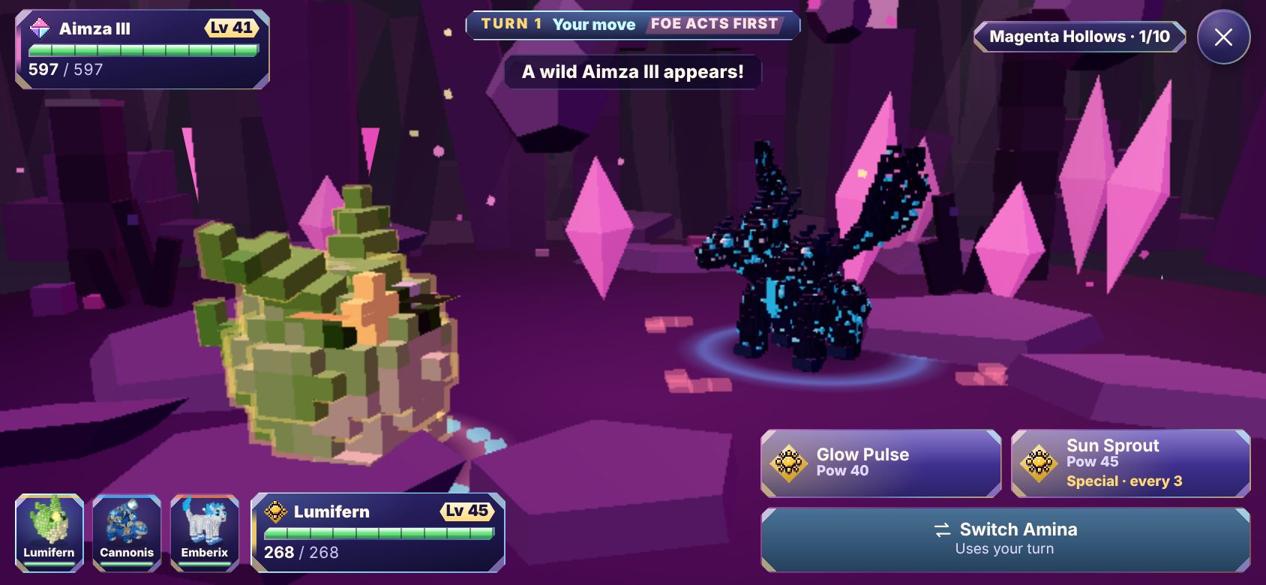 Aimza III
Lv 41
597 / 597
TURN 1 Your move FOE ACTS FIRST
A wild Aimza III appears!
Magenta Hollows · 1/10
Glow Pulse
Pow 40
Sun Sprout
Pow 45
Special · every 3
Switch Amina
Uses your turn
Lumifern
Cannonis
Emberix
Lumifern
Lv 45
268 / 268